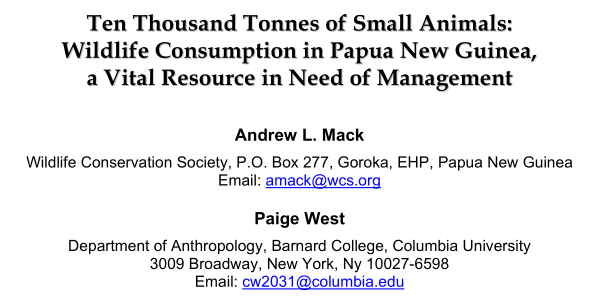 Ten Thousand Tonnes of Small Animals:
Wildlife Consumption in Papua New Guinea,
a Vital Resource in Need of Management
Andrew L. Mack
Wildlife Conservation Society, P.O. Box 277, Goroka, EHP, Papua New Guinea
Email: amack@wcs.org
Paige West
Department of Anthropology, Barnard College, Columbia University
3009 Broadway, New York, Ny 10027-6598
Email: cw2031@columbia.edu